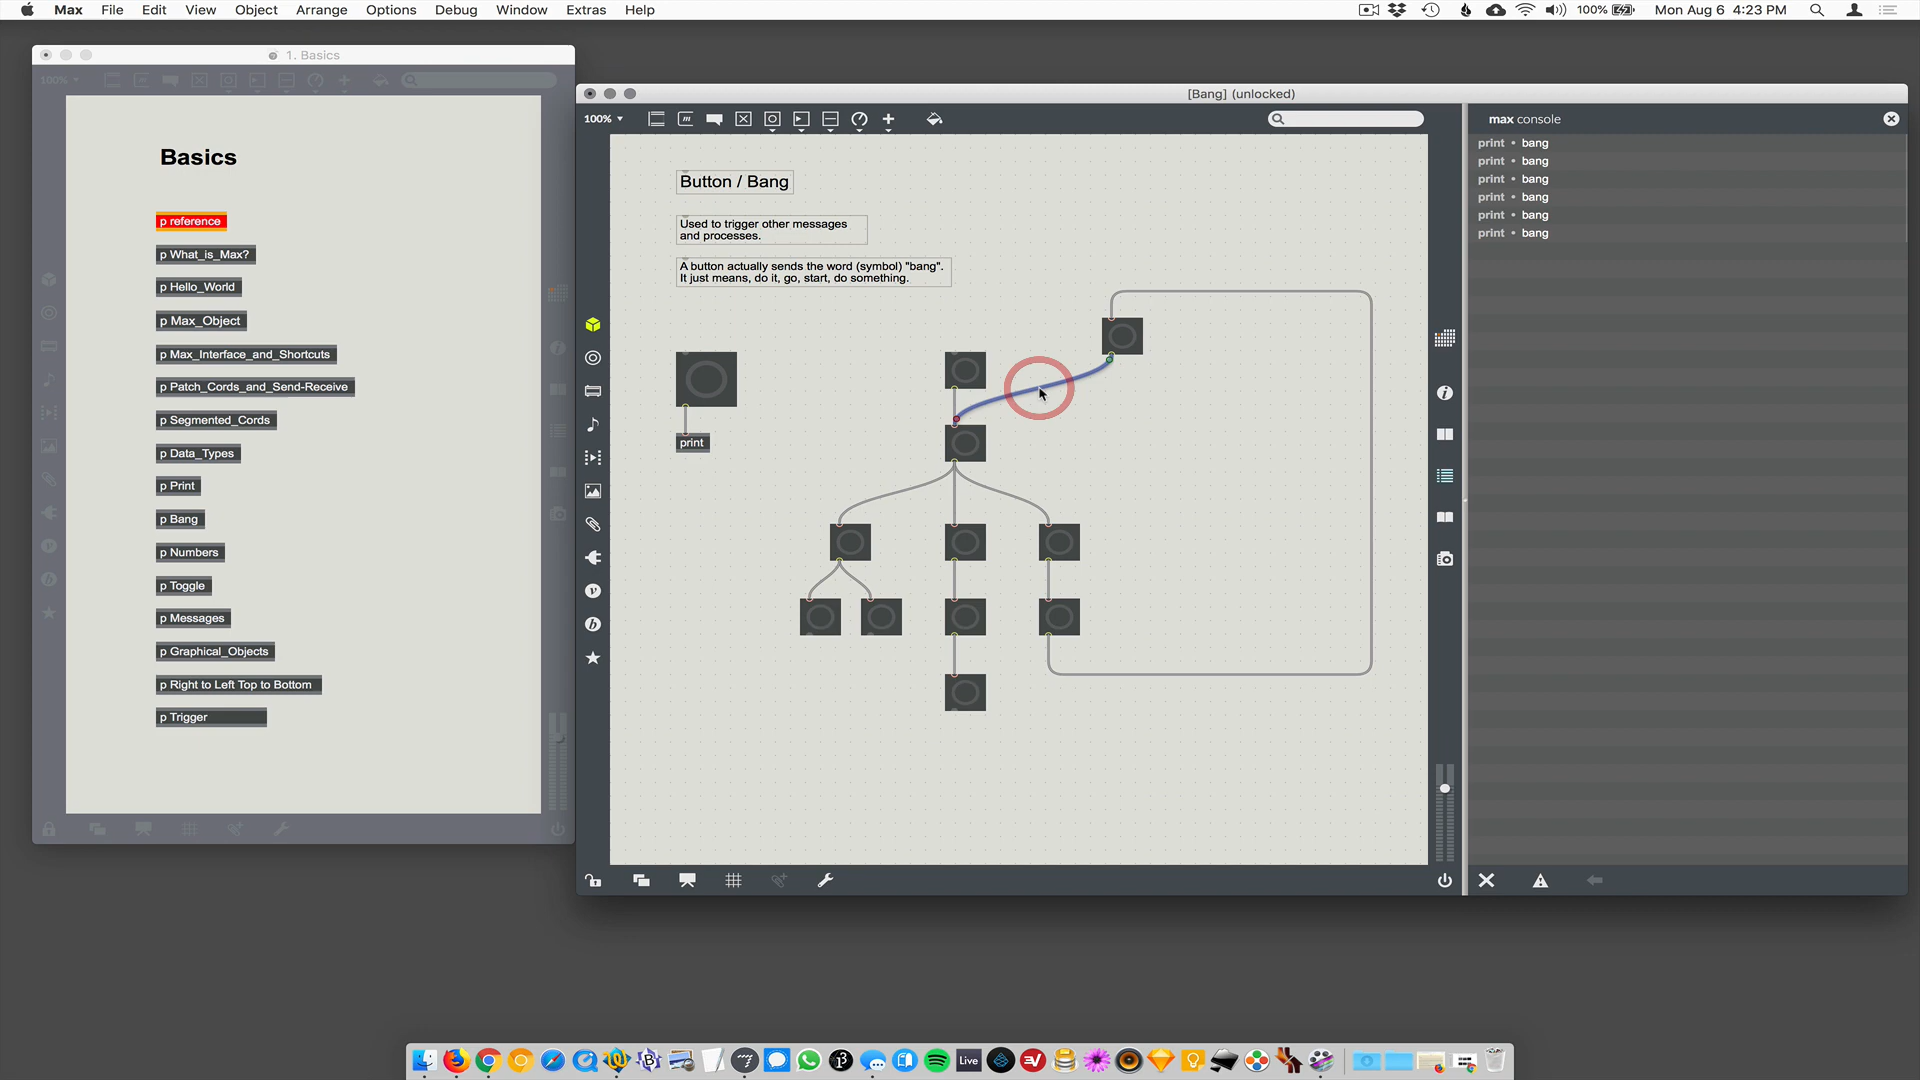 Max File Edit View Object Arrange Options Debug Window Extras Help
100% Mon Aug 6 4:23 PM
1. Basics
100%
Basics
p reference
p What_is_Max?
p Hello_World
p Max_Object
p Max_Interface_and_Shortcuts
p Patch_Cords_and_Send-Receive
p Segmented_Cords
p Data_Types
p Print
p Bang
p Numbers
p Toggle
p Messages
p Graphical_Objects
p Right to Left Top to Bottom
p Trigger
[Bang] (unlocked)
100%
Button / Bang
Used to trigger other messages
and processes.
A button actually sends the word (symbol) "bang".
It just means, do it, go, start, do something.
print
max console
print • bang
print • bang
print • bang
print • bang
print • bang
print • bang
Live